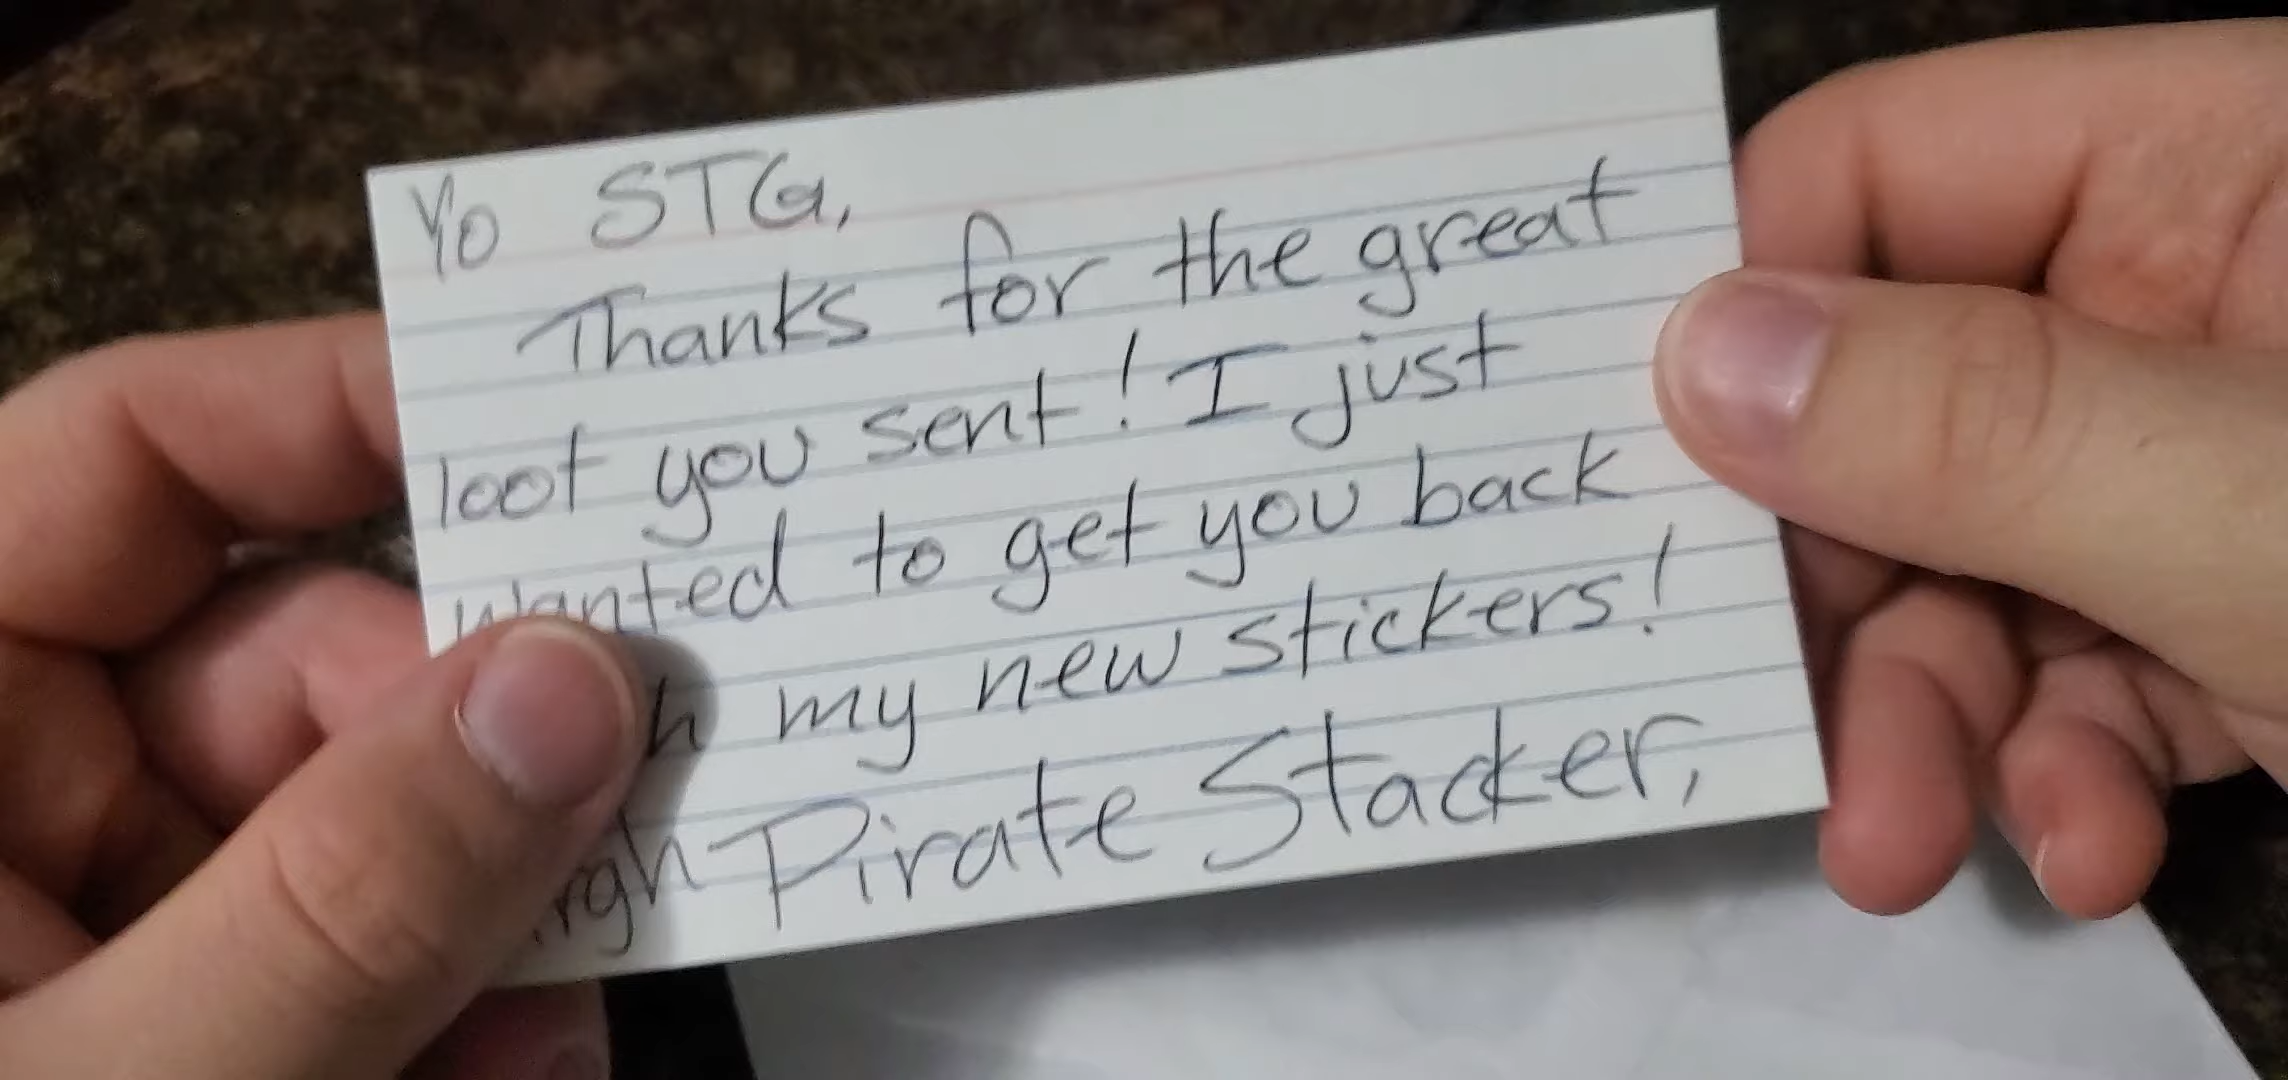 Yo STG,
Thanks for the great
loot you sent! I just
wanted to get you back
my new stickers!
Pirate Stacker,